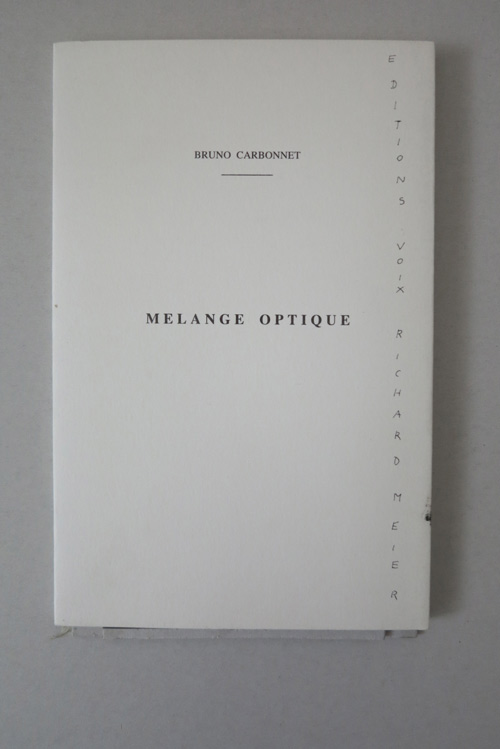 BRUNO CARBONNET
MELANGE OPTIQUE
EDITIONS VOIX RICHARD MEIER